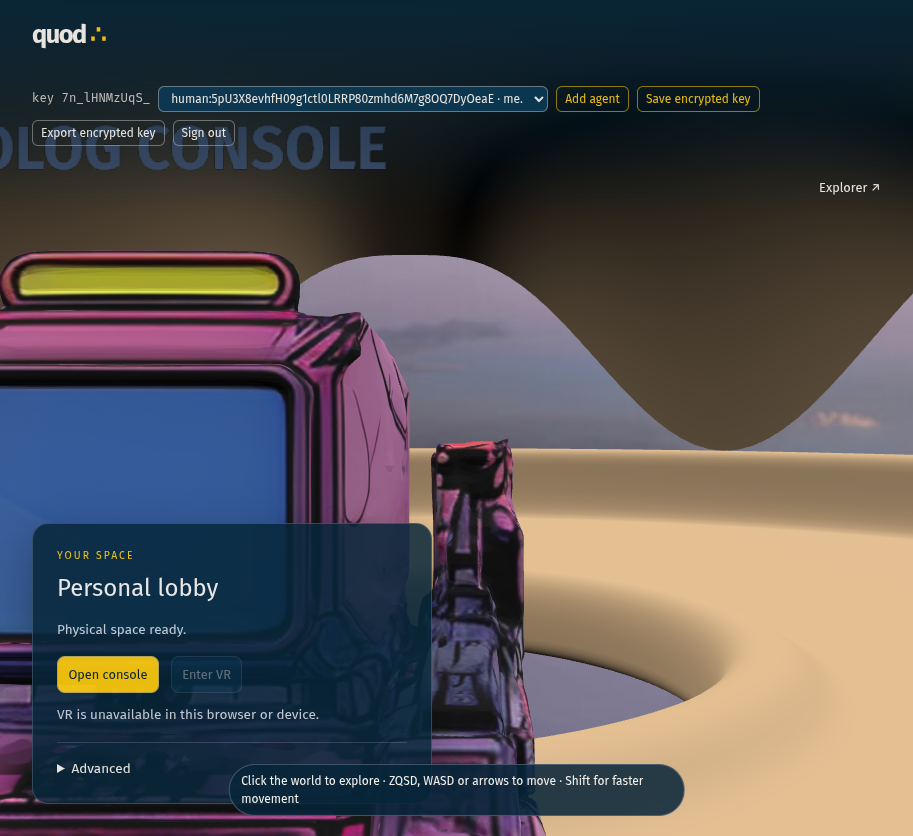 quod
key 7n_lHNMzUqS_ human:5pU3X8evhfH09g1ctl0LRRP80zmhd6M7g8OQ7DyOeaE · me. Add agent Save encrypted key
Export encrypted key Sign out
OLOG CONSOLE
Explorer ↗
YOUR SPACE
Personal lobby
Physical space ready.
Open console Enter VR
VR is unavailable in this browser or device.
▶ Advanced
Click the world to explore · ZQSD, WASD or arrows to move · Shift for faster
movement